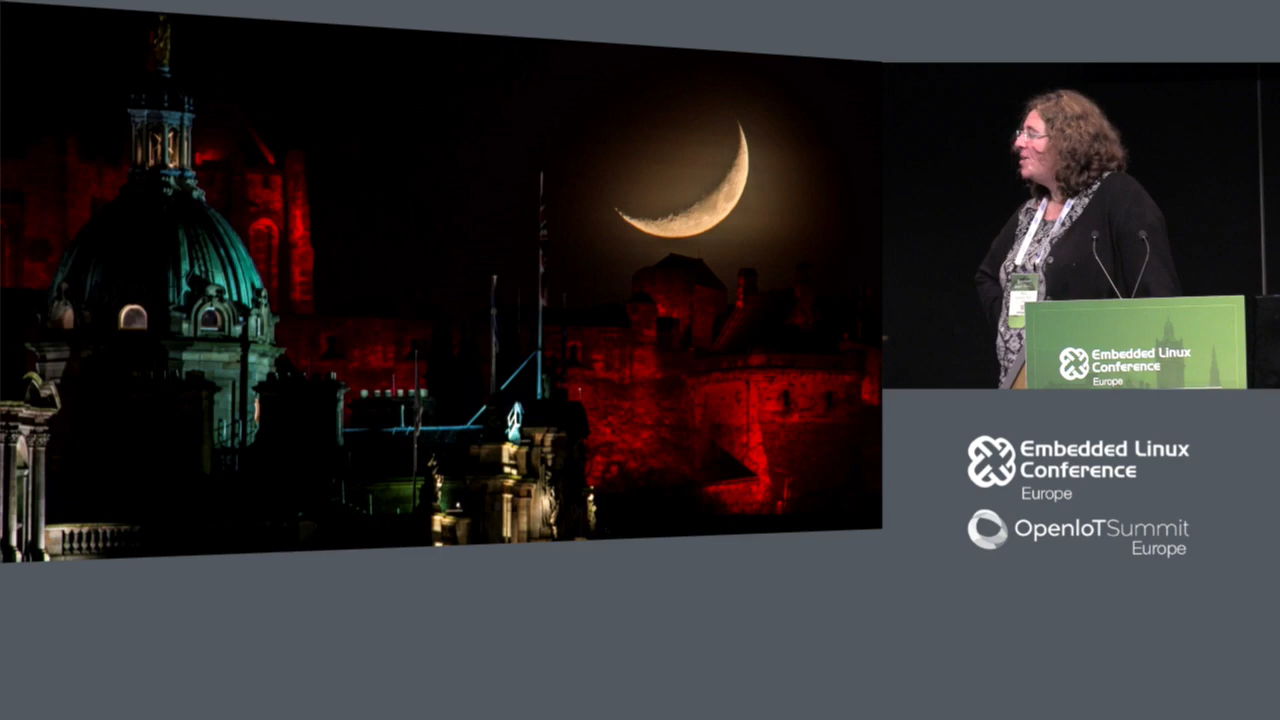 Embedded Linux
Conference
Europe
Embedded Linux
Conference
Europe
OpenIoTSummit
Europe